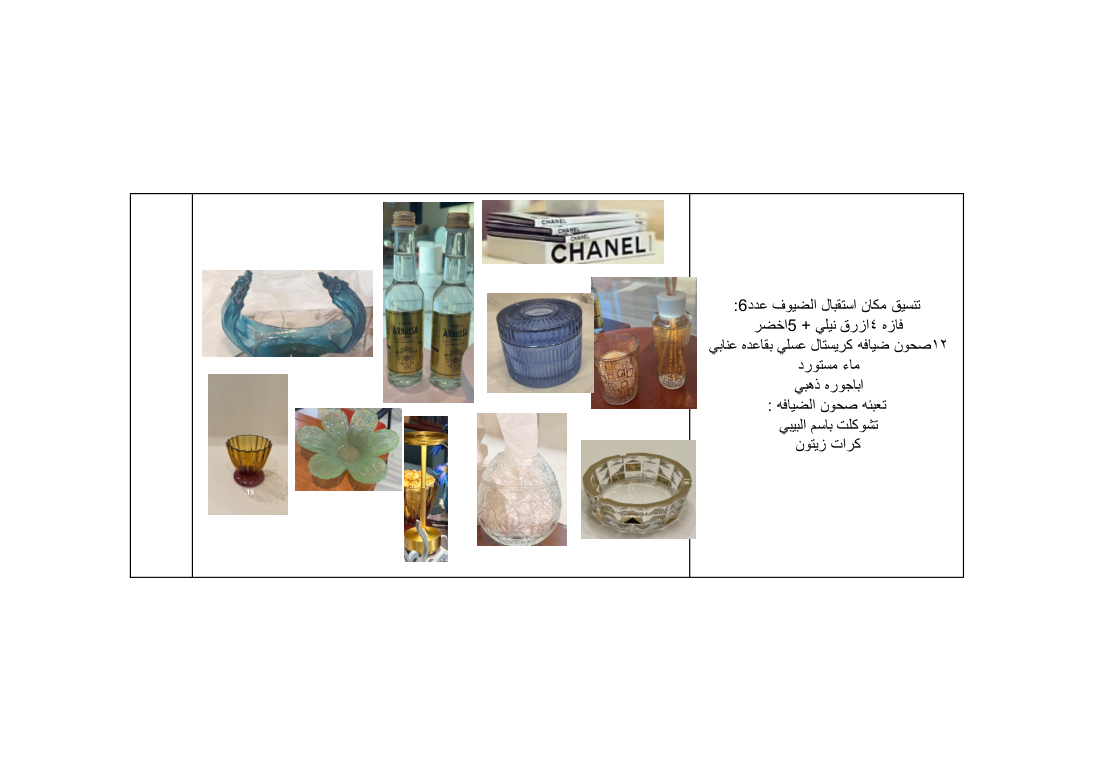 CHANEL
CHANEL
CHANEL
CHANEL
تنسيق مكان استقبال الضيوف عدد6:
فازه ٤ازرق نيلي + 5اخضر
١٢صحون ضيافه كريستال عسلي بقاعده عنابي
ماء مستورد
اباجوره ذهبي
تعبئه صحون الضيافه :
تشوكلت باسم البيبي
كرات زيتون
15